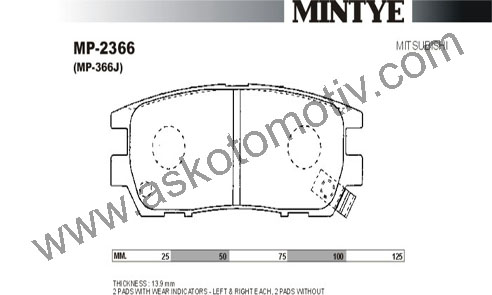 MINTYE
MP-2366
(MP-366J)
MITSUBISHI
www.askotomotiv.com
MM. 25 50 75 100 125
THICKNESS : 13.9 mm
2 PADS WITH WEAR INDICATORS - LEFT & RIGHT EACH, 2 PADS WITHOUT